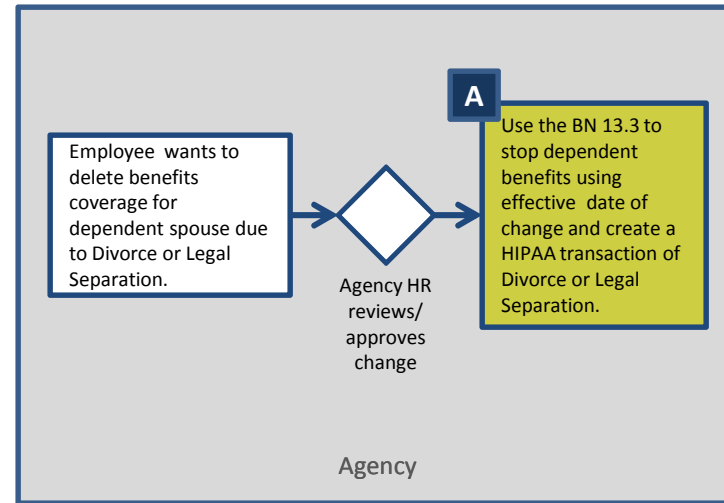 Employee wants to
delete benefits
coverage for
dependent spouse due
to Divorce or Legal
Separation.
Agency HR
reviews/
approves
change
A
Use the BN 13.3 to
stop dependent
benefits using
effective date of
change and create a
HIPAA transaction of
Divorce or Legal
Separation.
Agency